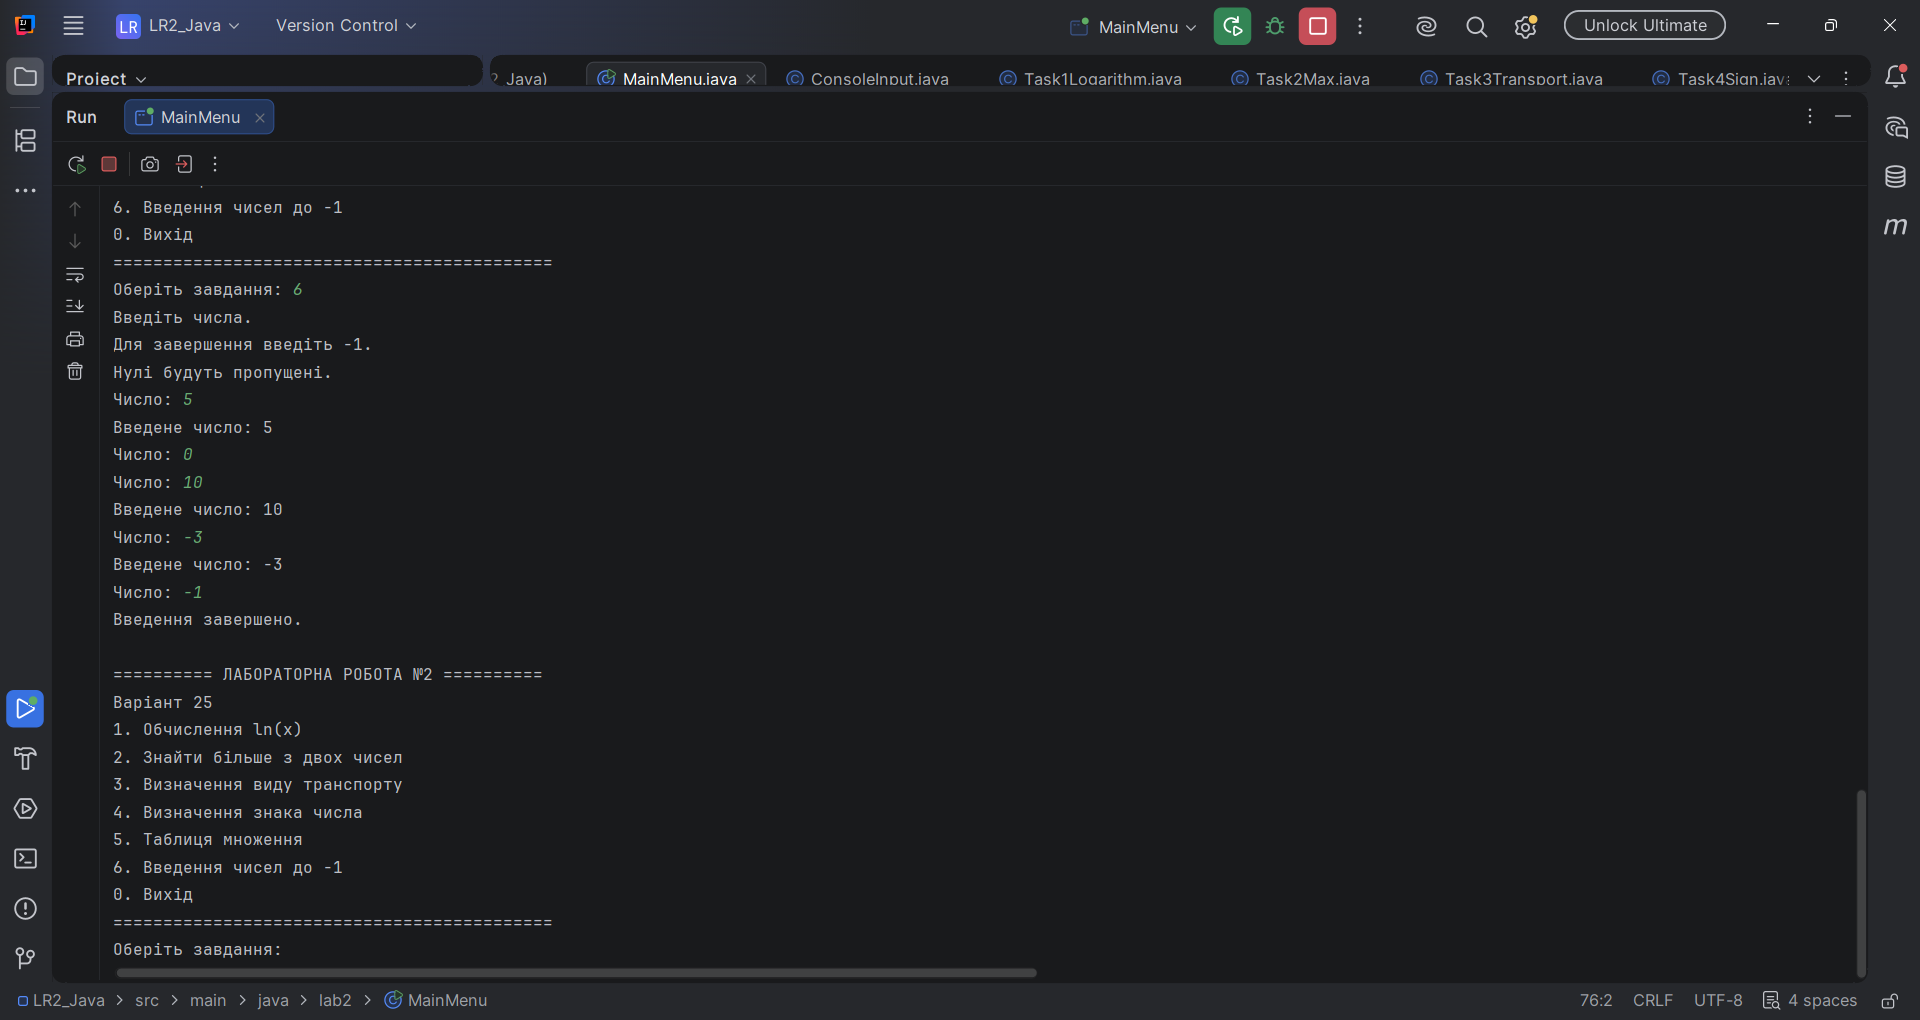 LR LR2_Java Version Control MainMenu Unlock Ultimate
Project Java) MainMenu.java ConsoleInput.java Task1Logarithm.java Task2Max.java Task3Transport.java Task4Sign.java
Run MainMenu
6. Введення чисел до -1
0. Вихід
============================================
Оберіть завдання: 6
Введіть числа.
Для завершення введіть -1.
Нулі будуть пропущені.
Число: 5
Введене число: 5
Число: 0
Число: 10
Введене число: 10
Число: -3
Введене число: -3
Число: -1
Введення завершено.
========== ЛАБОРАТОРНА РОБОТА №2 ==========
Варіант 25
1. Обчислення ln(x)
2. Знайти більше з двох чисел
3. Визначення виду транспорту
4. Визначення знака числа
5. Таблиця множення
6. Введення чисел до -1
0. Вихід
============================================
Оберіть завдання:
LR2_Java > src > main > java > lab2 > MainMenu 76:2 CRLF UTF-8 4 spaces